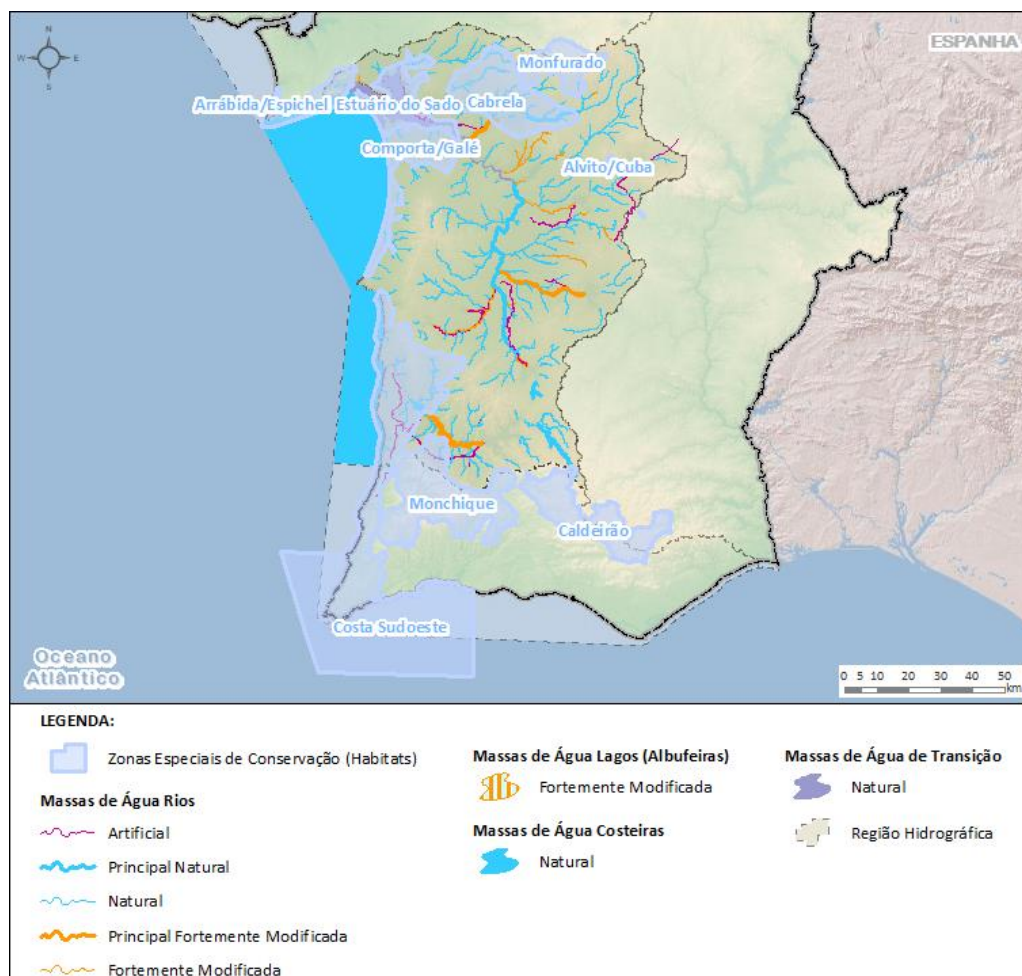 N
W
E
S
ESPANHA
Monfurado
Arrábida/Espichel
Estuário do Sado
Cabrela
Comporta/Galé
Alvito/Cuba
Monchique
Caldeirão
Costa Sudoeste
Oceano
Atlântico
0 5 10 20 30 40 50
km
LEGENDA:
Zonas Especiais de Conservação (Habitats)
Massas de Água Rios
Artificial
Principal Natural
Natural
Principal Fortemente Modificada
Fortemente Modificada
Massas de Água Lagos (Albufeiras)
Fortemente Modificada
Massas de Água Costeiras
Natural
Massas de Água de Transição
Natural
Região Hidrográfica